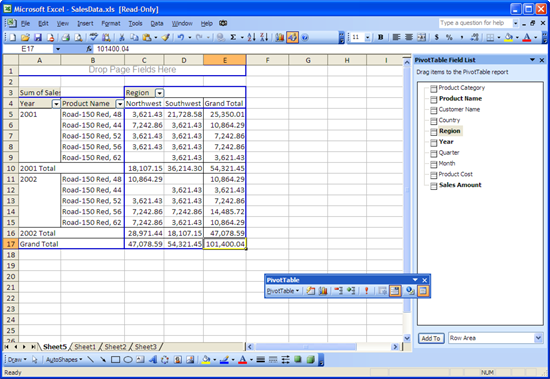 Microsoft Excel - SalesData.xls [Read-Only]
File Edit View Insert Format Tools Data Window Help
Type a question for help
11
E17 101400.04
A B C D E F G H I
1 Drop Page Fields Here
2
3 Sum of Sales Region
4 Year Product Name Northwest Southwest Grand Total
5 2001 Road-150 Red, 48 3,621.43 21,728.58 25,350.01
6 Road-150 Red, 44 7,242.86 3,621.43 10,864.29
7 Road-150 Red, 52 3,621.43 3,621.43 7,242.86
8 Road-150 Red, 56 3,621.43 3,621.43 7,242.86
9 Road-150 Red, 62 3,621.43 3,621.43
10 2001 Total 18,107.15 36,214.30 54,321.45
11 2002 Road-150 Red, 48 10,864.29 10,864.29
12 Road-150 Red, 44 3,621.43 3,621.43
13 Road-150 Red, 52 3,621.43 3,621.43 7,242.86
14 Road-150 Red, 56 7,242.86 7,242.86 14,485.72
15 Road-150 Red, 62 7,242.86 3,621.43 10,864.29
16 2002 Total 28,971.44 18,107.15 47,078.59
17 Grand Total 47,078.59 54,321.45 101,400.04
18
19
20
21
22
23
24
25
26
PivotTable Field List
Drag items to the PivotTable report
Product Category
Product Name
Customer Name
Country
Region
Year
Quarter
Month
Product Cost
Sales Amount
Add To Row Area
PivotTable
PivotTable
Sheet5 Sheet1 Sheet2 Sheet3
Draw AutoShapes
Ready NUM